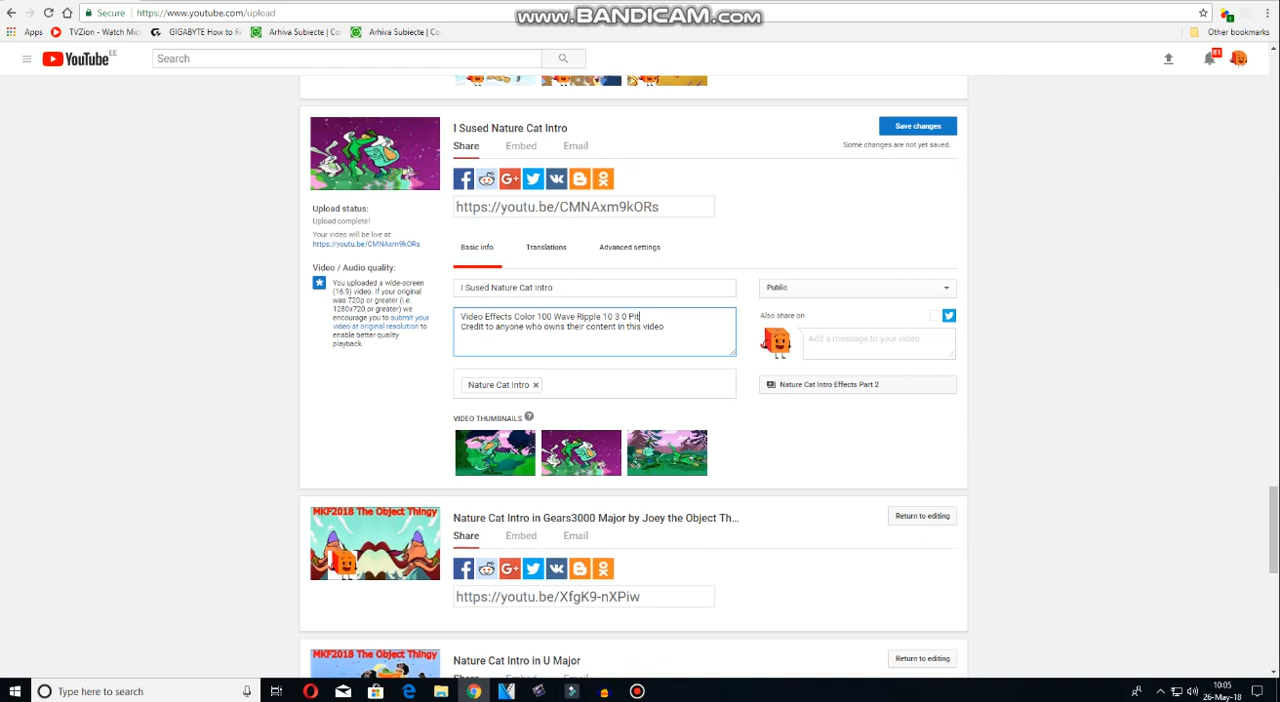 Secure
https://www.youtube.com/upload
www.BANDICAM.com
Apps
TVZion - Watch Mo
GIGABYTE How to R
Arhiva Subiecte | Co
Arhiva Subiecte | Co
Other bookmarks
YouTube EE
Search
81
I Sused Nature Cat Intro
Save changes
Share
Embed
Email
Some changes are not yet saved.
https://youtu.be/CMNAxm9kORs
Upload status:
Upload complete!
Your video will be live at:
https://youtu.be/CMNAxm9kORs
Video / Audio quality:
You uploaded a wide-screen
(16:9) video. If your original
was 720p or greater (i.e.
1280x720 or greater) we
encourage you to submit your
video at original resolution to
enable better quality
playback.
Basic info
Translations
Advanced settings
I Sused Nature Cat Intro
Video Effects Color 100 Wave Ripple 10 3 0 Pit
Credit to anyone who owns their content in this video
Nature Cat Intro
VIDEO THUMBNAILS ?
Public
Also share on
Add a message to your video
Nature Cat Intro Effects Part 2
MKF2018 The Object Thingy
Nature Cat Intro in Gears3000 Major by Joey the Object Th...
Return to editing
Share
Embed
Email
https://youtu.be/XfgK9-nXPiw
MKF2018 The Object Thingy
Nature Cat Intro in U Major
Return to editing
Type here to search
10:05
26-May-18